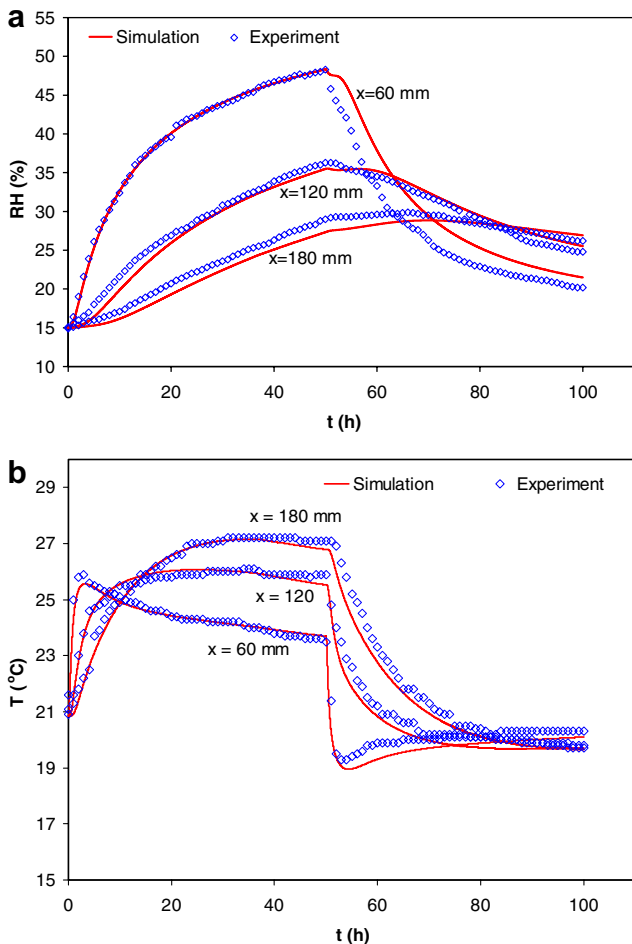 a
55
50
45
40
35
30
25
20
15
10
RH (%)
Simulation
Experiment
x=60 mm
x=120 mm
x=180 mm
0 20 40 60 80 100
t (h)
b
29
27
25
23
21
19
17
15
T (°C)
Simulation
Experiment
x = 180 mm
x = 120
x = 60 mm
0 20 40 60 80 100
t (h)